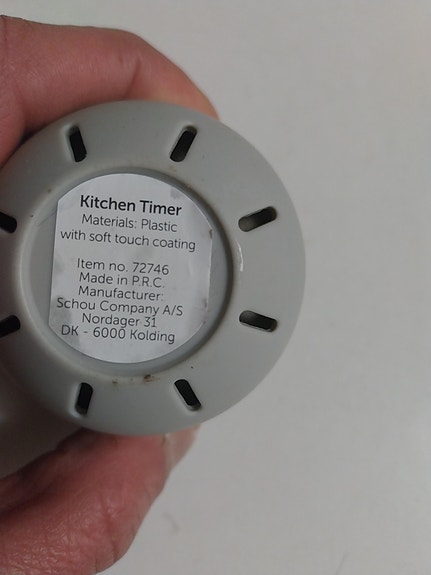 Kitchen Timer
Materials: Plastic
with soft touch coating
Item no. 72746
Made in P.R.C.
Manufacturer:
Schou Company A/S
Nordager 31
DK - 6000 Kolding